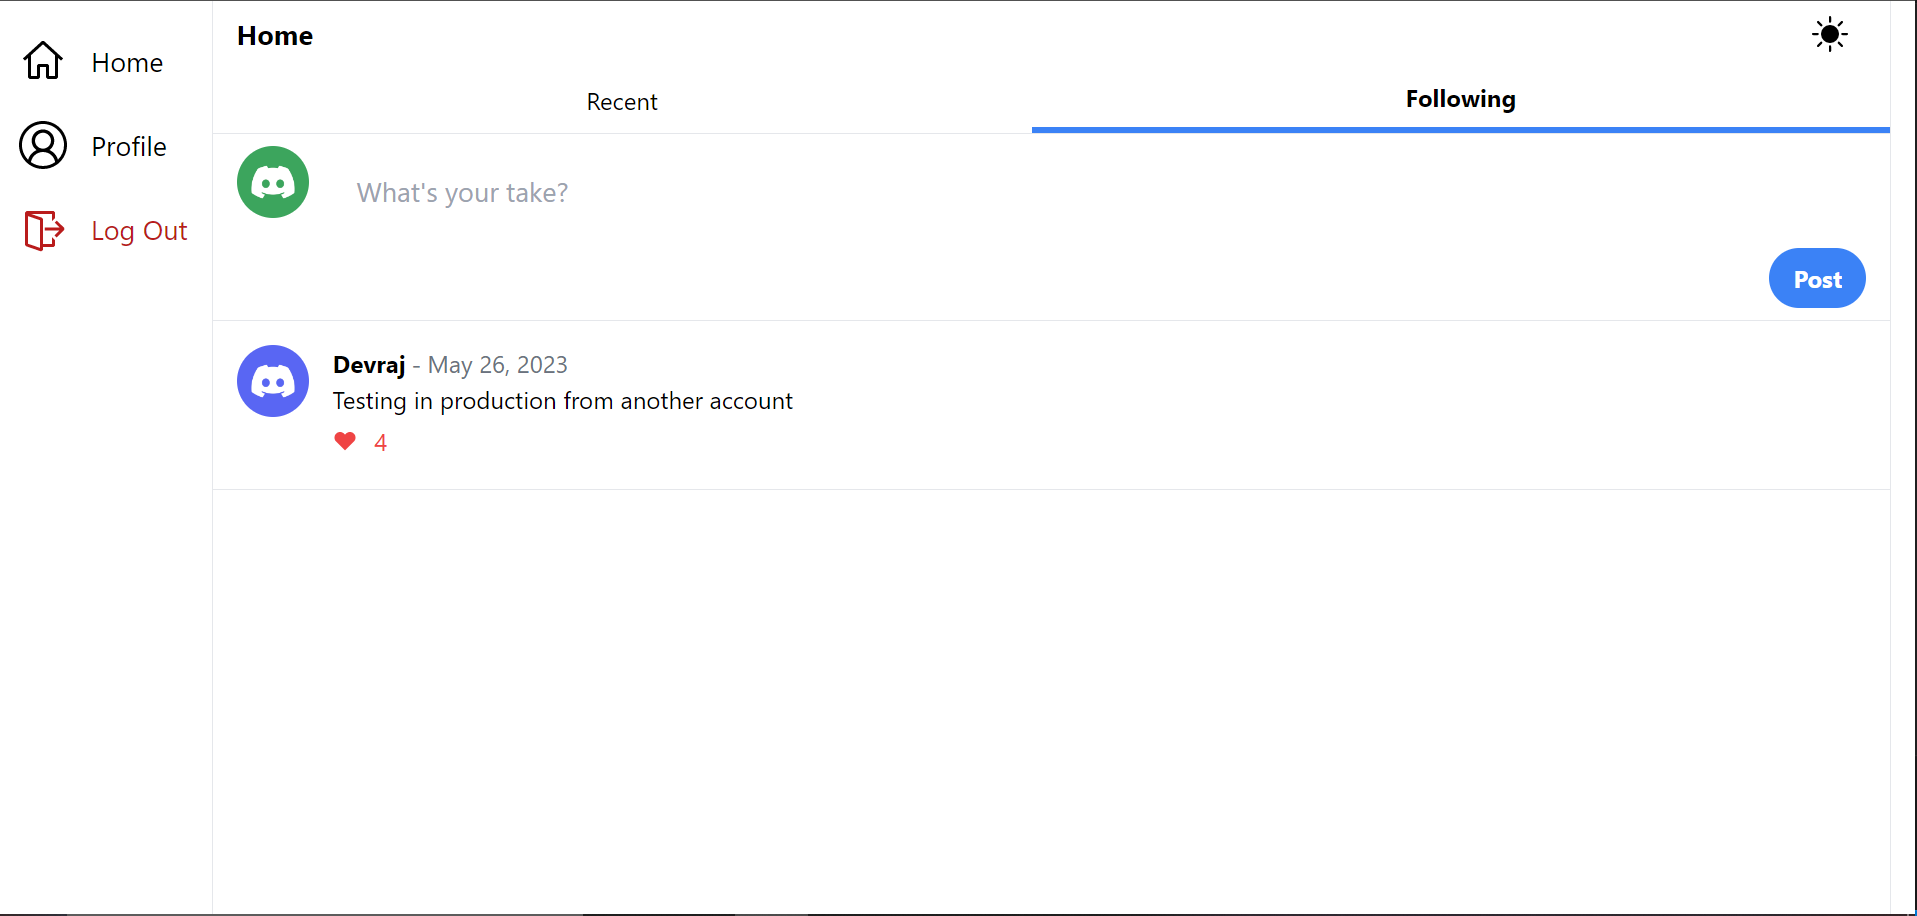 Home
Profile
Log Out
Home
Recent
Following
What's your take?
Post
Devraj - May 26, 2023
Testing in production from another account
4